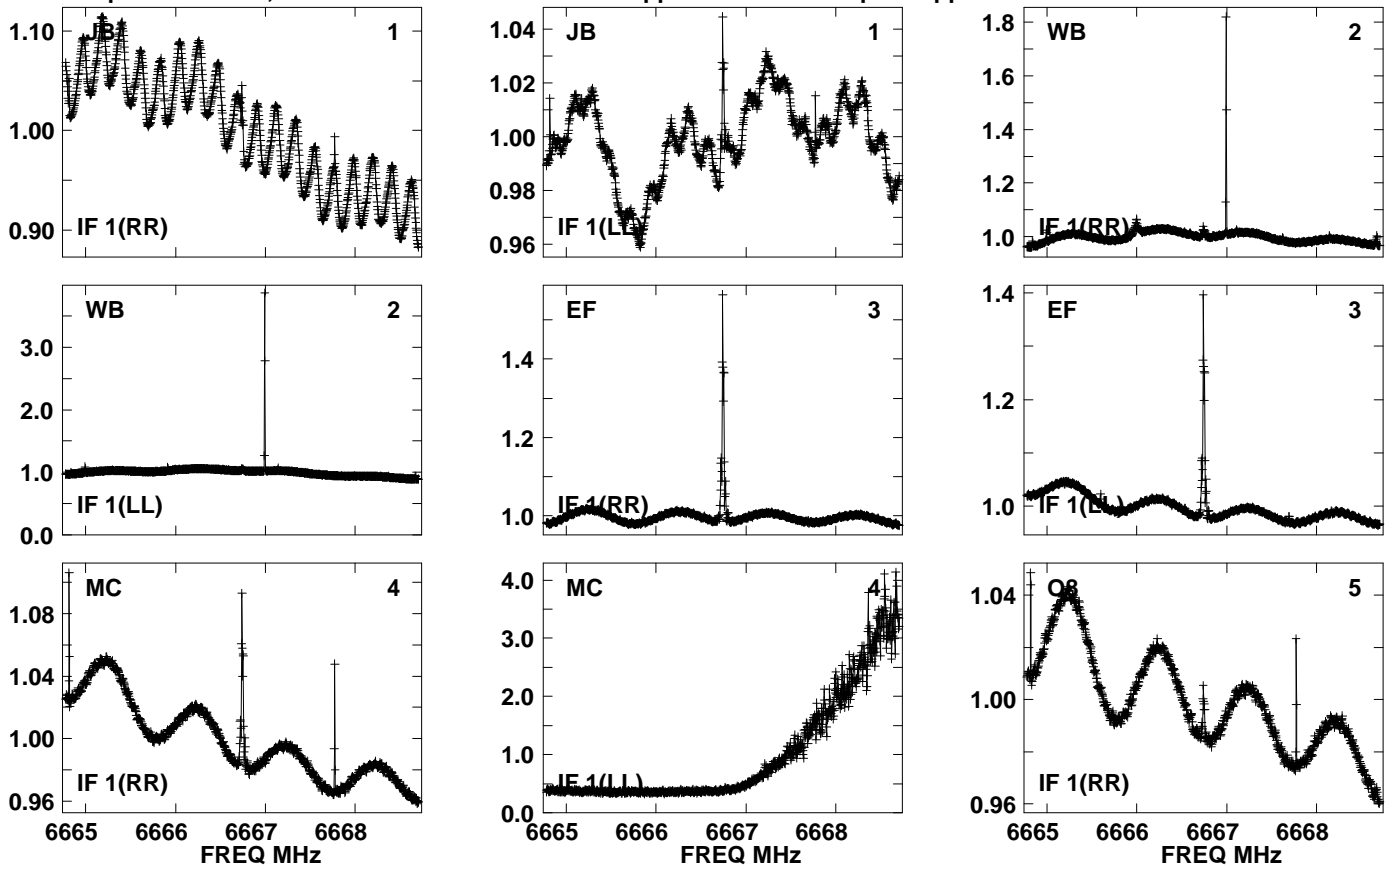 JB 1
1.10
1.00
0.90
IF 1(RR)
JB 1
1.04
1.02
1.00
0.98
0.96
IF 1(LL)
WB 2
1.8
1.6
1.4
1.2
1.0
IF 1(RR)
WB 2
3.0
2.0
1.0
0.0
IF 1(LL)
EF 3
1.4
1.2
1.0
IF 1(RR)
EF 3
1.4
1.2
1.0
IF 1(LL)
MC 4
1.08
1.04
1.00
0.96
IF 1(RR)
6665 6666 6667 6668
FREQ MHz
MC 4
4.0
3.0
2.0
1.0
0.0
IF 1(LL)
6665 6666 6667 6668
FREQ MHz
O8 5
1.04
1.00
0.96
IF 1(RR)
6665 6666 6667 6668
FREQ MHz